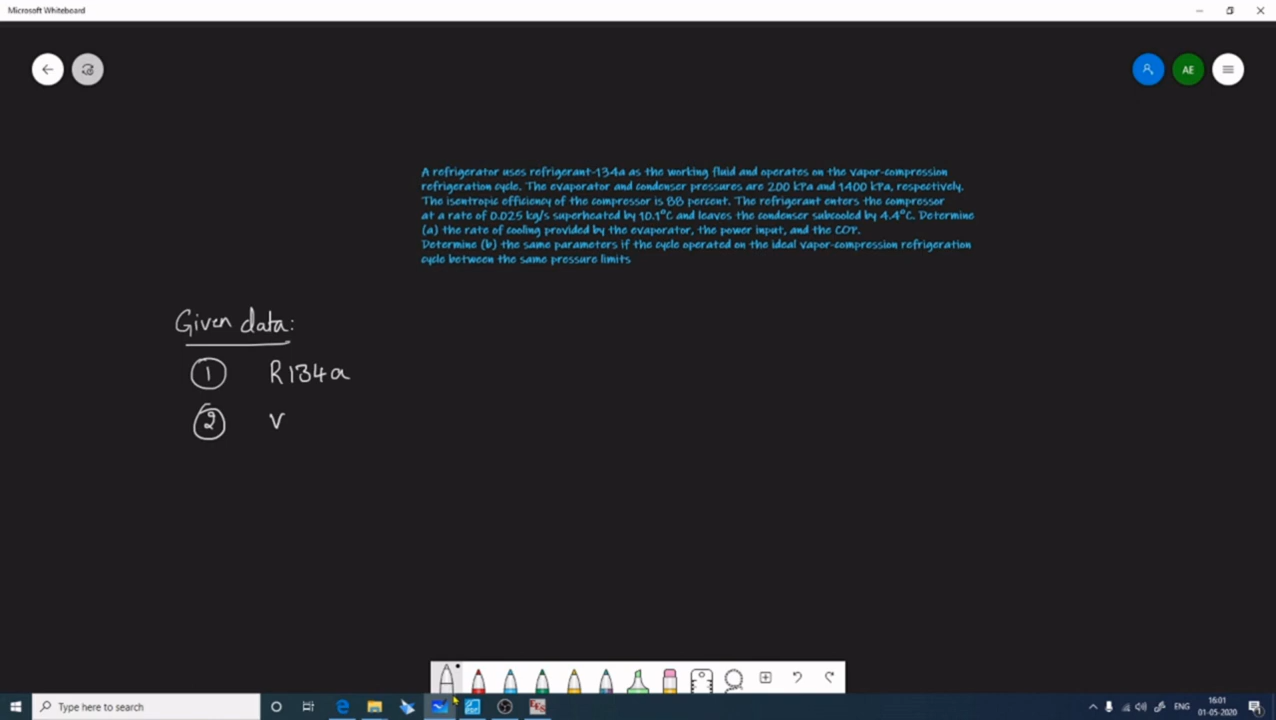 Microsoft Whiteboard
AE
A refrigerator uses refrigerant-134a as the working fluid and operates on the vapor-compression
refrigeration cycle. The evaporator and condenser pressures are 200 kPa and 1400 kPa, respectively.
The isentropic efficiency of the compressor is 88 percent. The refrigerant enters the compressor
at a rate of 0.025 kg/s superheated by 10.1°C and leaves the condenser subcooled by 4.4°C. Determine
(a) the rate of cooling provided by the evaporator, the power input, and the COP.
Determine (b) the same parameters if the cycle operated on the ideal vapor-compression refrigeration
cycle between the same pressure limits
Given data:
1 R134a
2 V
Type here to search
EES
ENG
16:01
01-05-2020
1